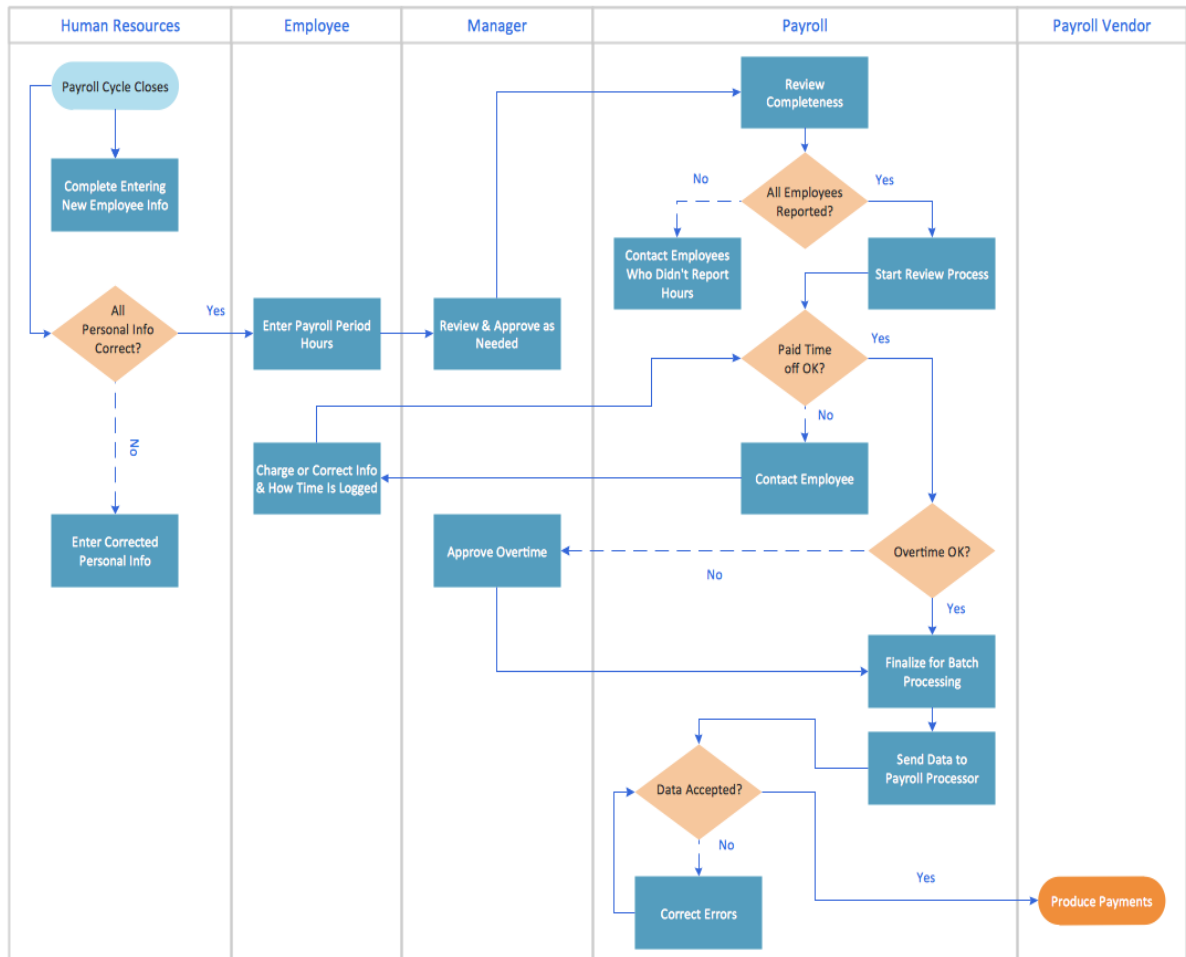 Human Resources
Employee
Manager
Payroll
Payroll Vendor
Payroll Cycle Closes
Review
Completeness
Complete Entering
New Employee Info
No
All Employees
Reported?
Yes
Contact Employees
Who Didn't Report
Hours
Start Review Process
All
Personal Info
Correct?
Yes
Enter Payroll Period
Hours
Review & Approve as
Needed
Paid Time
off OK?
Yes
No
No
Charge or Correct Info
& How Time Is Logged
Contact Employee
Enter Corrected
Personal Info
Approve Overtime
Overtime OK?
No
Yes
Finalize for Batch
Processing
Send Data to
Payroll Processor
Data Accepted?
No
Yes
Correct Errors
Produce Payments